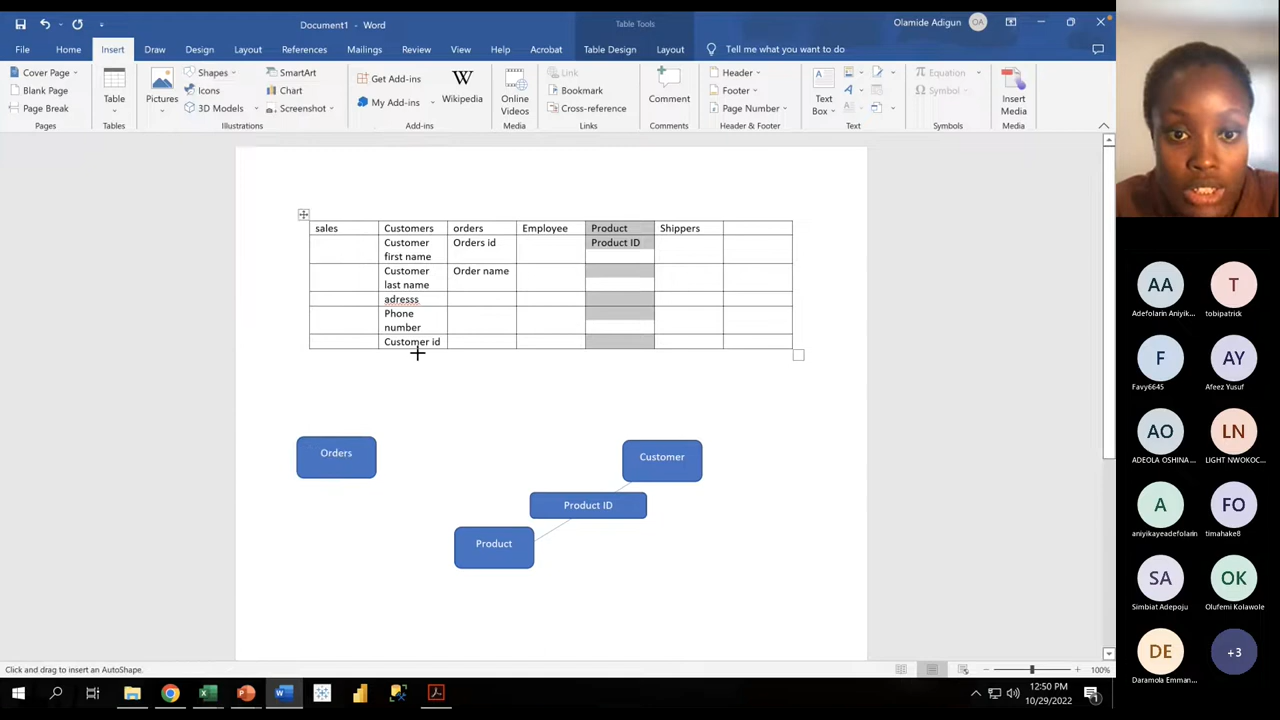 Document1 - Word
Table Tools
Olamide Adigun
OA
File
Home
Insert
Draw
Design
Layout
References
Mailings
Review
View
Help
Acrobat
Table Design
Layout
Tell me what you want to do
Cover Page
Blank Page
Page Break
Pages
Table
Tables
Pictures
Shapes
Icons
3D Models
SmartArt
Chart
Screenshot
Illustrations
Get Add-ins
My Add-ins
W
Wikipedia
Add-ins
Online
Videos
Media
Link
Bookmark
Cross-reference
Links
Comment
Comments
Header
Footer
Page Number
Header & Footer
Text
Box
Text
Equation
Symbol
Symbols
Insert
Media
Media
sales
Customers
orders
Employee
Product
Shippers
Customer
first name
Orders id
Product ID
Customer
last name
Order name
adresss
Phone
number
Customer id
Orders
Customer
Product ID
Product
AA
Adefolarin Aniyik...
T
tobipatrick
F
Favy6645
AY
Afeez Yusuf
AO
ADEOLA OSHINA...
LN
LIGHT NWOKOC...
A
aniyikayeadefolarin
FO
timahake8
SA
Simbiat Adepoju
OK
Olufemi Kolawole
DE
Daramola Emman...
+3
Click and drag to insert an AutoShape.
100%
12:50 PM
10/29/2022
1